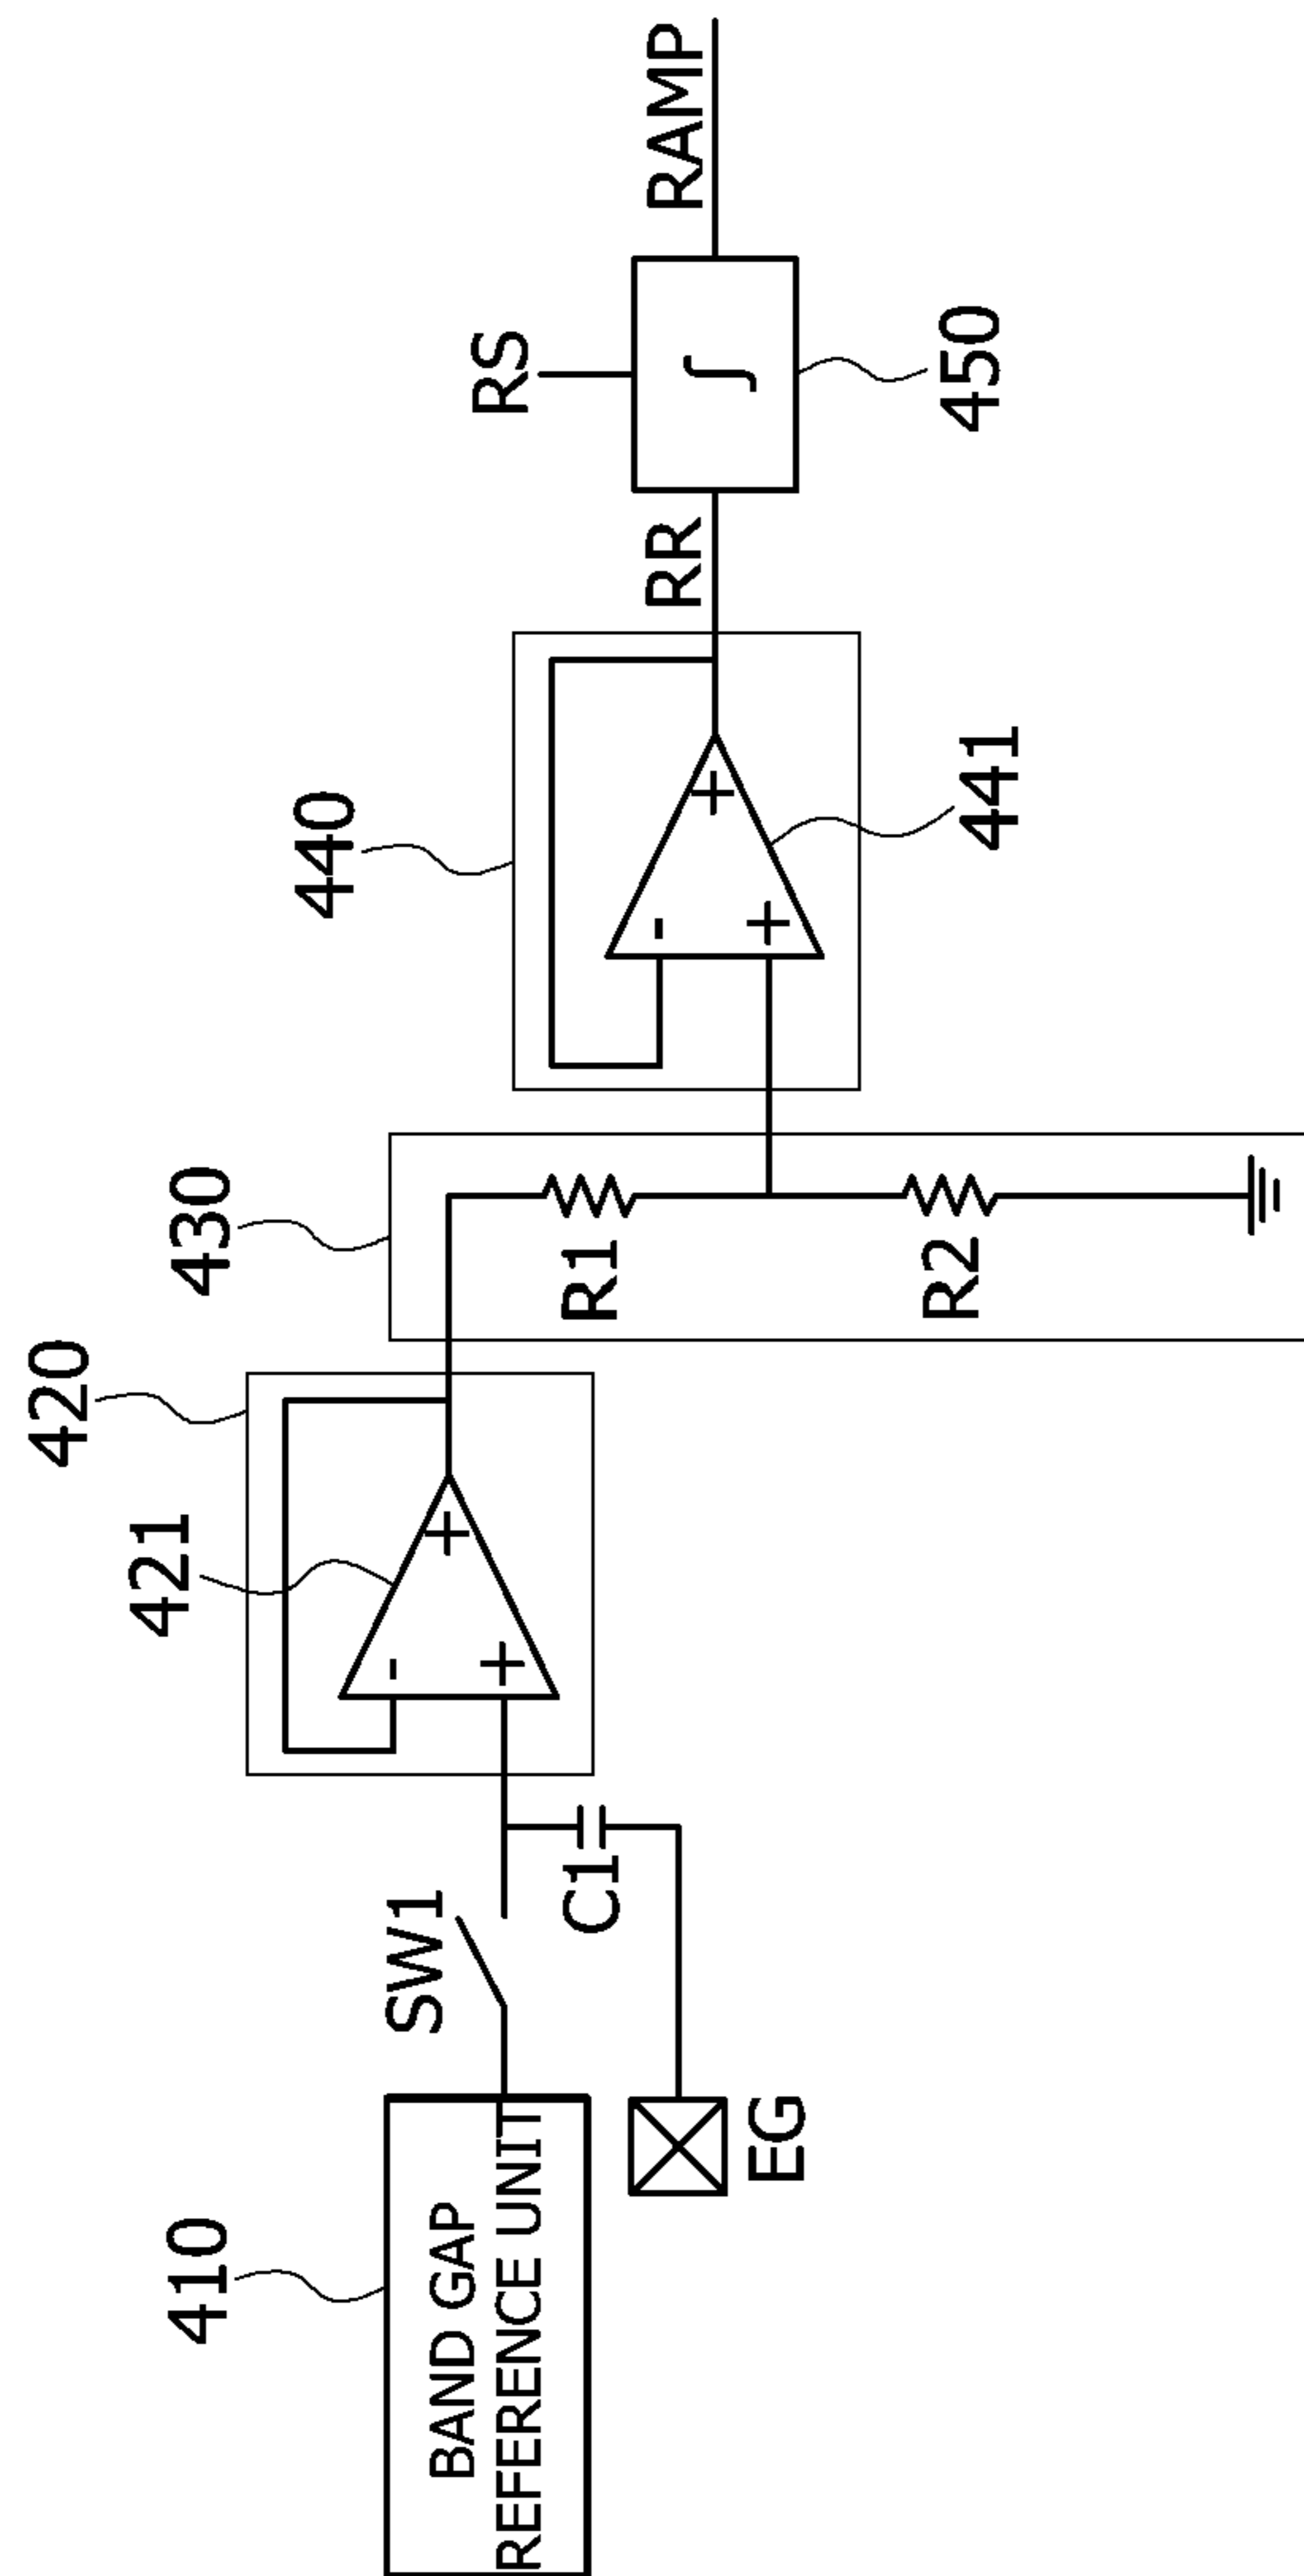 410
BAND GAP
REFERENCE UNIT
SW1
EG
C1
420
421
-
+
+
430
R1
R2
440
441
-
+
+
RR
RS
∫
450
RAMP